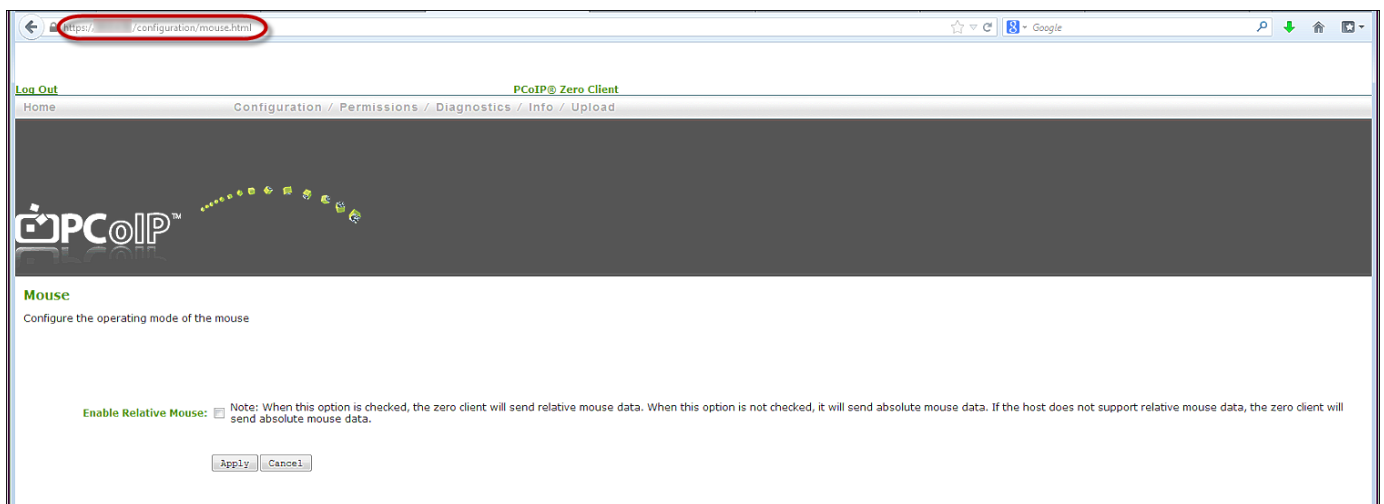 https:// /configuration/mouse.html
Google
Log Out
PCoIP® Zero Client
Home
Configuration / Permissions / Diagnostics / Info / Upload
PCoIP™
Mouse
Configure the operating mode of the mouse
Enable Relative Mouse: Note: When this option is checked, the zero client will send relative mouse data. When this option is not checked, it will send absolute mouse data. If the host does not support relative mouse data, the zero client will
send absolute mouse data.
Apply Cancel